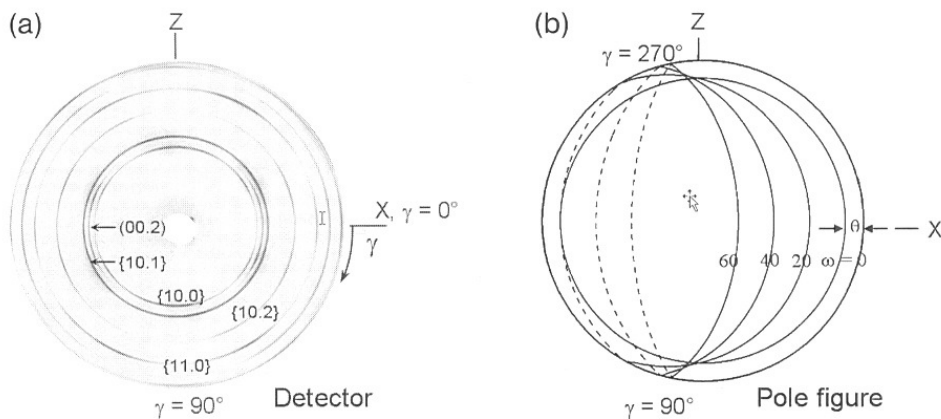 (a)
Z
X, γ = 0°
γ
(00.2)
{10.1}
{10.0}
{10.2}
{11.0}
γ = 90°
Detector
(b)
Z
γ = 270°
θ
X
60
40
20
ω = 0
γ = 90°
Pole figure